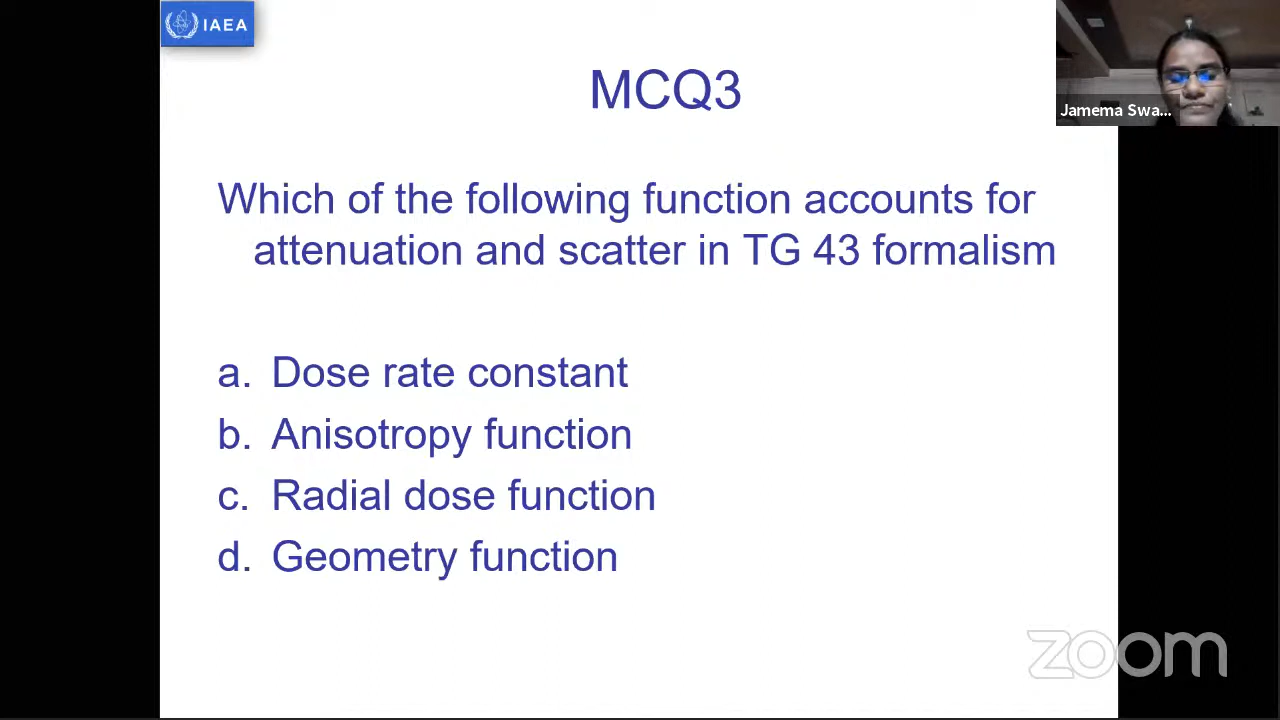 IAEA
MCQ3
Jamema Swa...
Which of the following function accounts for
attenuation and scatter in TG 43 formalism
a. Dose rate constant
b. Anisotropy function
c. Radial dose function
d. Geometry function
zoom